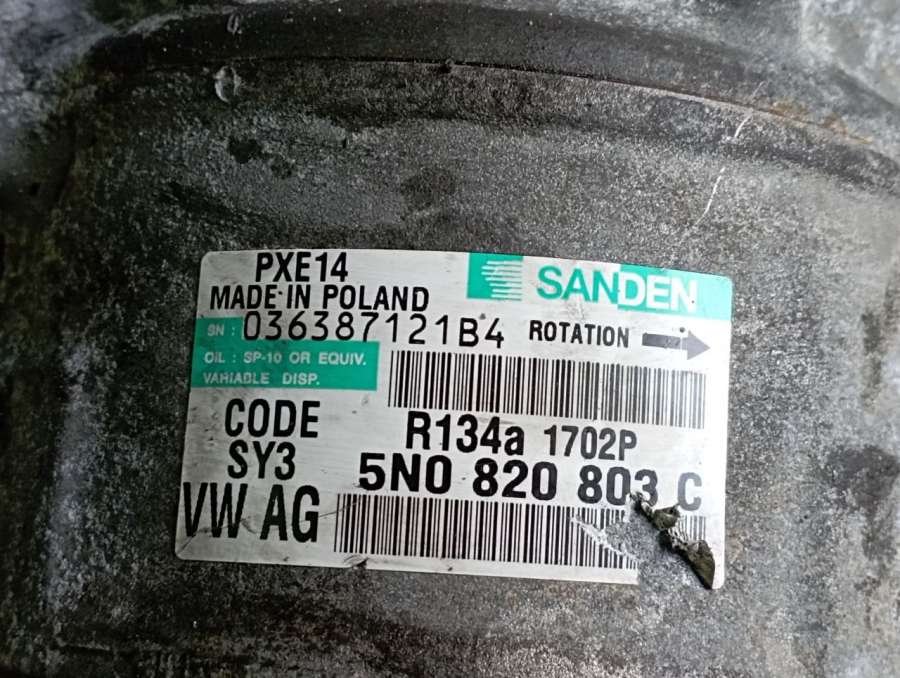 PXE14
SANDEN
MADE IN POLAND
SN : 036387121B4
ROTATION
OIL : SP-10 OR EQUIV.
VARIABLE DISP.
CODE
SY3
R134a 1702P
5N0 820 803 C
VW AG